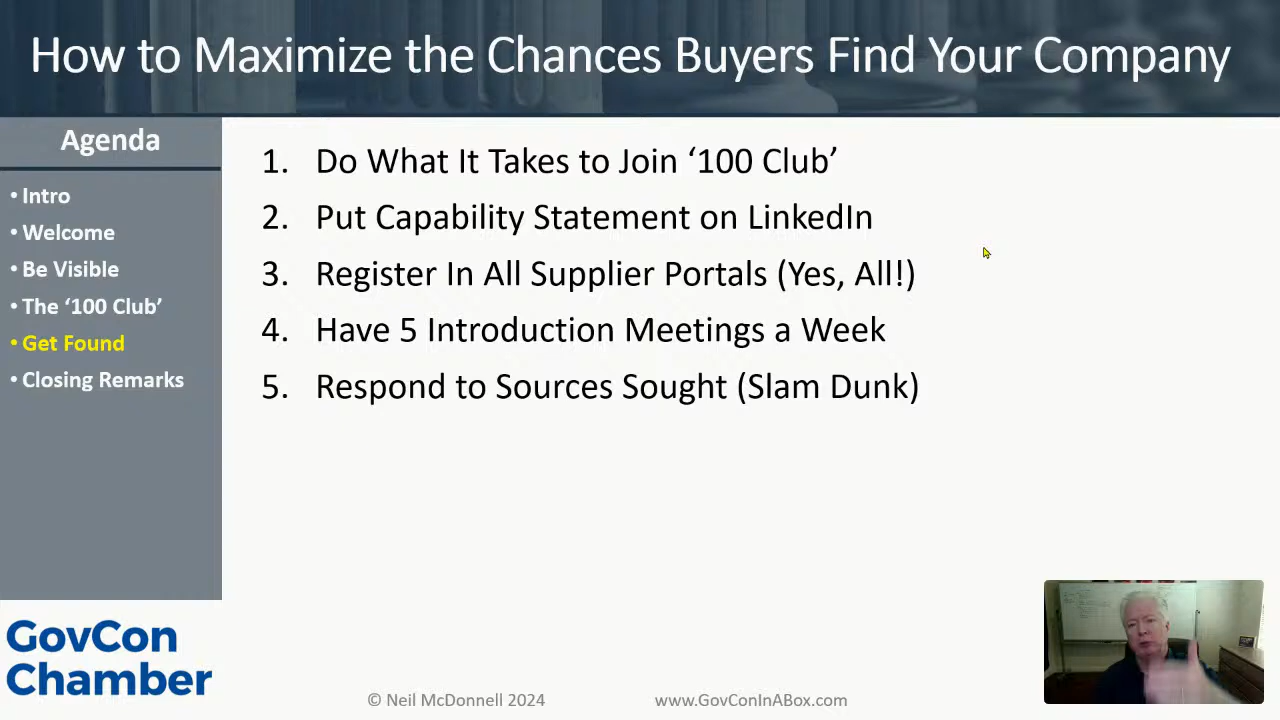 How to Maximize the Chances Buyers Find Your Company
Agenda
• Intro
• Welcome
• Be Visible
• The ‘100 Club’
• Get Found
• Closing Remarks
1. Do What It Takes to Join ‘100 Club’
2. Put Capability Statement on LinkedIn
3. Register In All Supplier Portals (Yes, All!)
4. Have 5 Introduction Meetings a Week
5. Respond to Sources Sought (Slam Dunk)
GovCon
Chamber
© Neil McDonnell 2024
www.GovConInABox.com